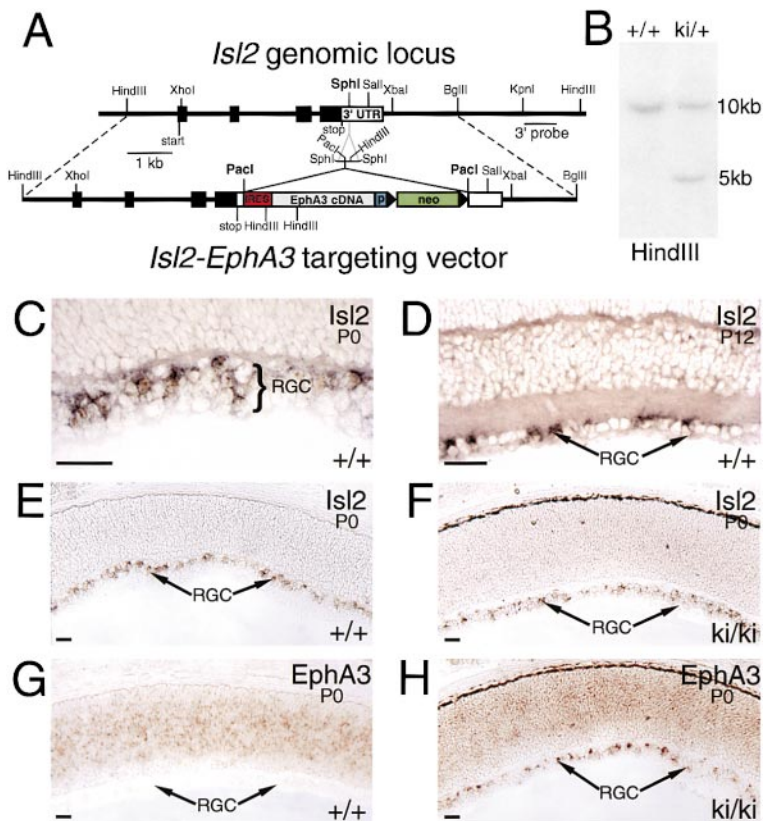 A
Isl2 genomic locus
HindIII XhoI SphI SalI XbaI BglII KpnI HindIII
3' UTR
start
stop
3' probe
1 kb
PacI HindIII
SphI SphI
HindIII XhoI PacI PacI SalI XbaI BglII
IRES EphA3 cDNA p neo
stop HindIII HindIII
Isl2-EphA3 targeting vector
B
+/+ ki/+
10kb
5kb
HindIII
C
Isl2
P0
RGC
+/+
D
Isl2
P12
RGC
+/+
E
Isl2
P0
RGC
+/+
F
Isl2
P0
RGC
ki/ki
G
EphA3
P0
RGC
+/+
H
EphA3
P0
RGC
ki/ki